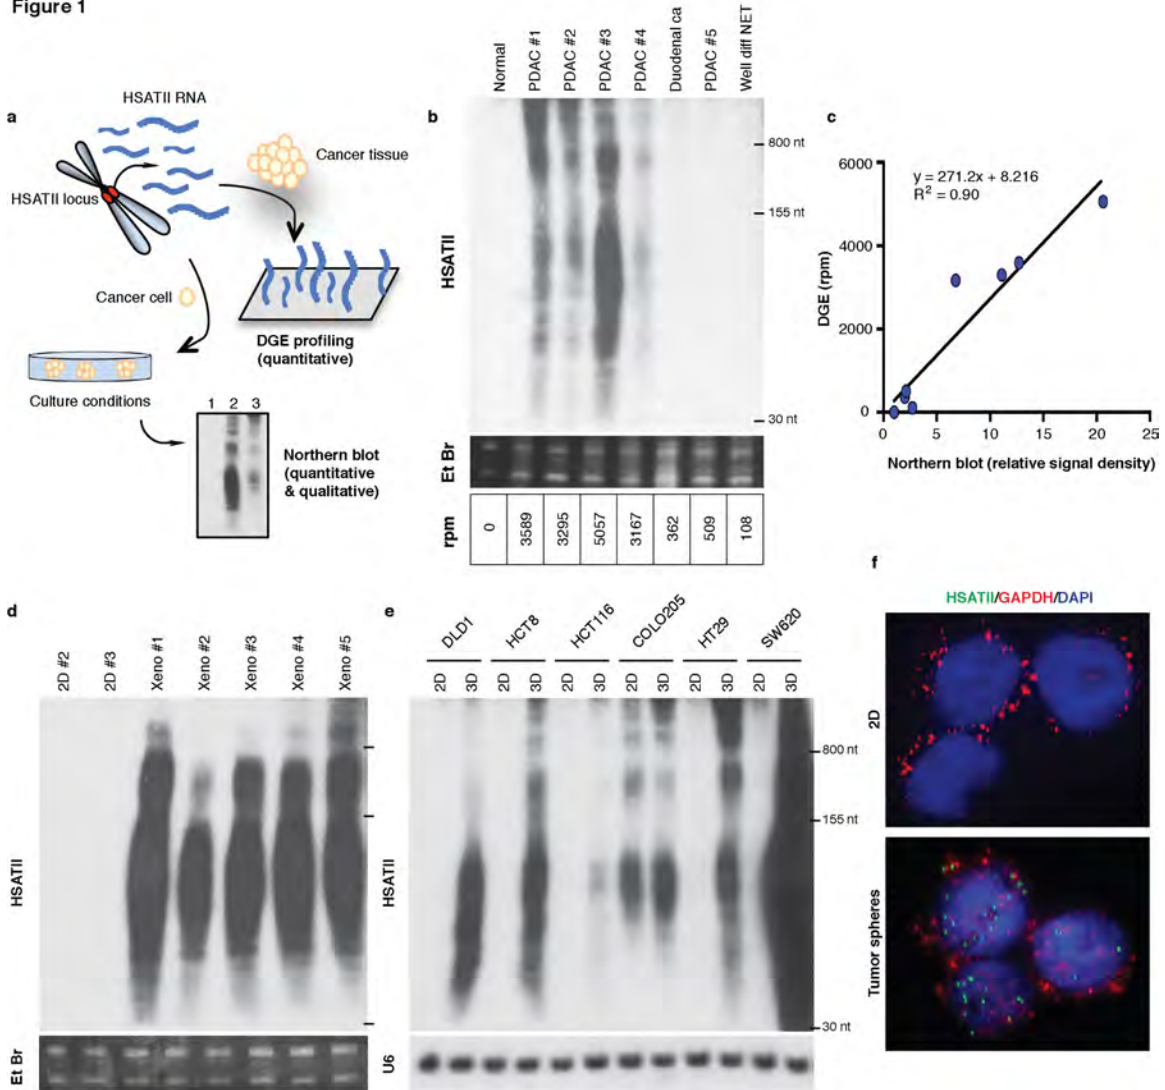 Figure 1
a
HSATII RNA
Cancer tissue
HSATII locus
Cancer cell
DGE profiling
(quantitative)
Culture conditions
1 2 3
Northern blot
(quantitative
& qualitative)
b
Normal
PDAC #1
PDAC #2
PDAC #3
PDAC #4
Duodenal ca
PDAC #5
Well diff NET
HSATII
800 nt
155 nt
30 nt
Et Br
rpm
0
3589
3295
5057
3167
362
509
108
c
y = 271.2x + 8.216
R2 = 0.90
DGE (rpm)
6000
4000
2000
0
0 5 10 15 20 25
Northern blot (relative signal density)
d
2D #2
2D #3
Xeno #1
Xeno #2
Xeno #3
Xeno #4
Xeno #5
HSATII
Et Br
e
DLD1
HCT8
HCT116
COLO205
HT29
SW620
2D 3D 2D 3D 2D 3D 2D 3D 2D 3D 2D 3D
HSATII
800 nt
155 nt
30 nt
U6
f
HSATII/GAPDH/DAPI
2D
Tumor spheres